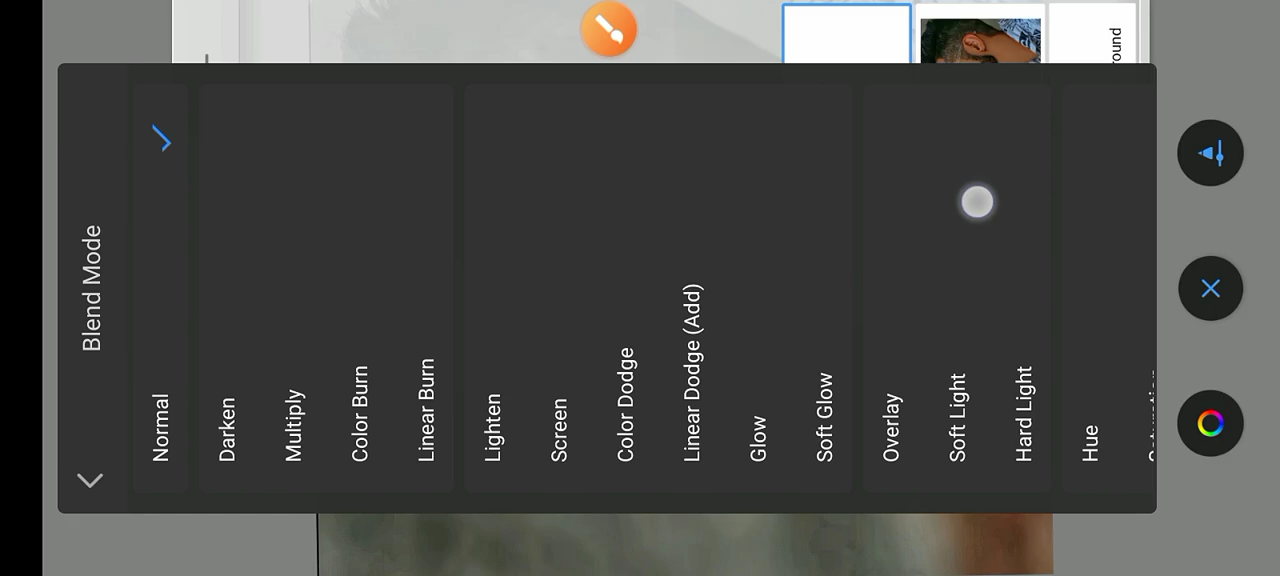 Blend Mode
Normal
Darken
Multiply
Color Burn
Linear Burn
Lighten
Screen
Color Dodge
Linear Dodge (Add)
Glow
Soft Glow
Overlay
Soft Light
Hard Light
Hue